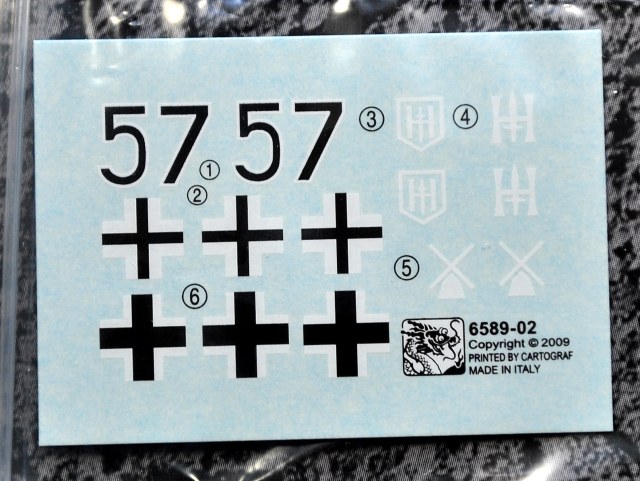 57 57
① ② ③ ④
⑤
⑥
6589-02
Copyright © 2009
PRINTED BY CARTOGRAF
MADE IN ITALY